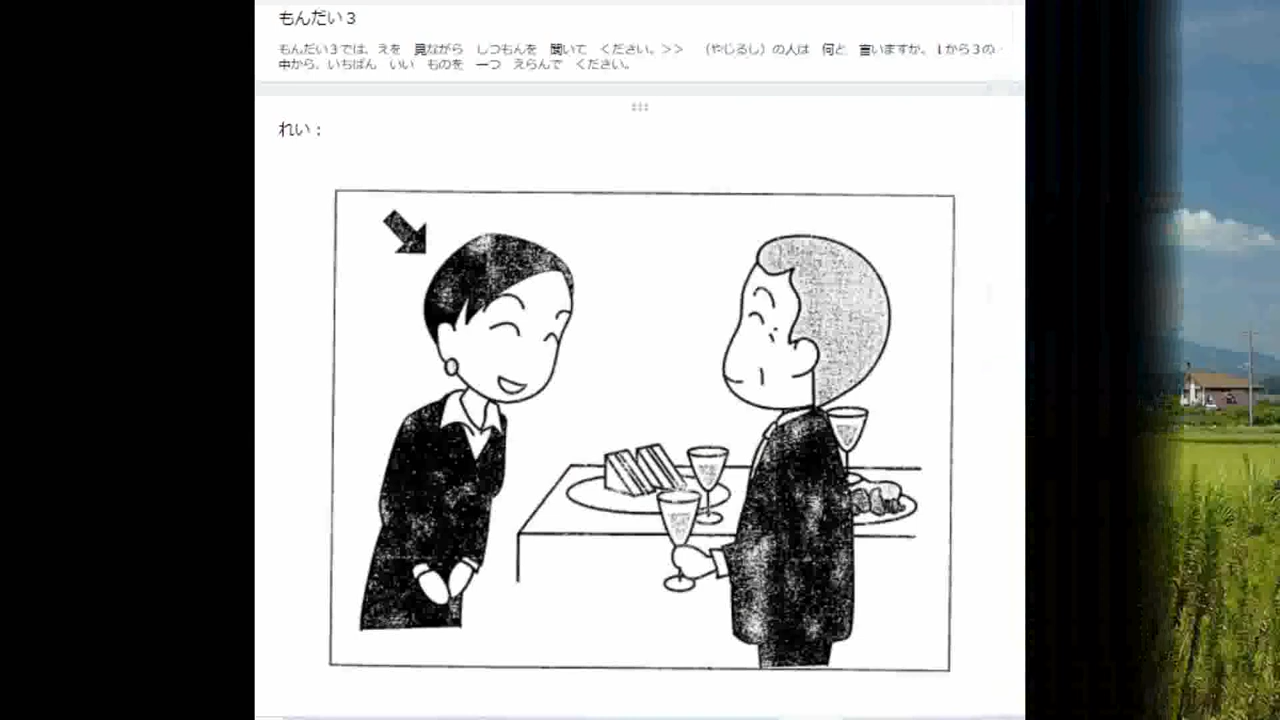 もんだい３
もんだい３では、えを　見ながら　しつもんを　聞いて　ください。>>　（やじるし）の人は　何と　言いますか。１から３の
中から、いちばん　いい　ものを　一つ　えらんで　ください。
れい：